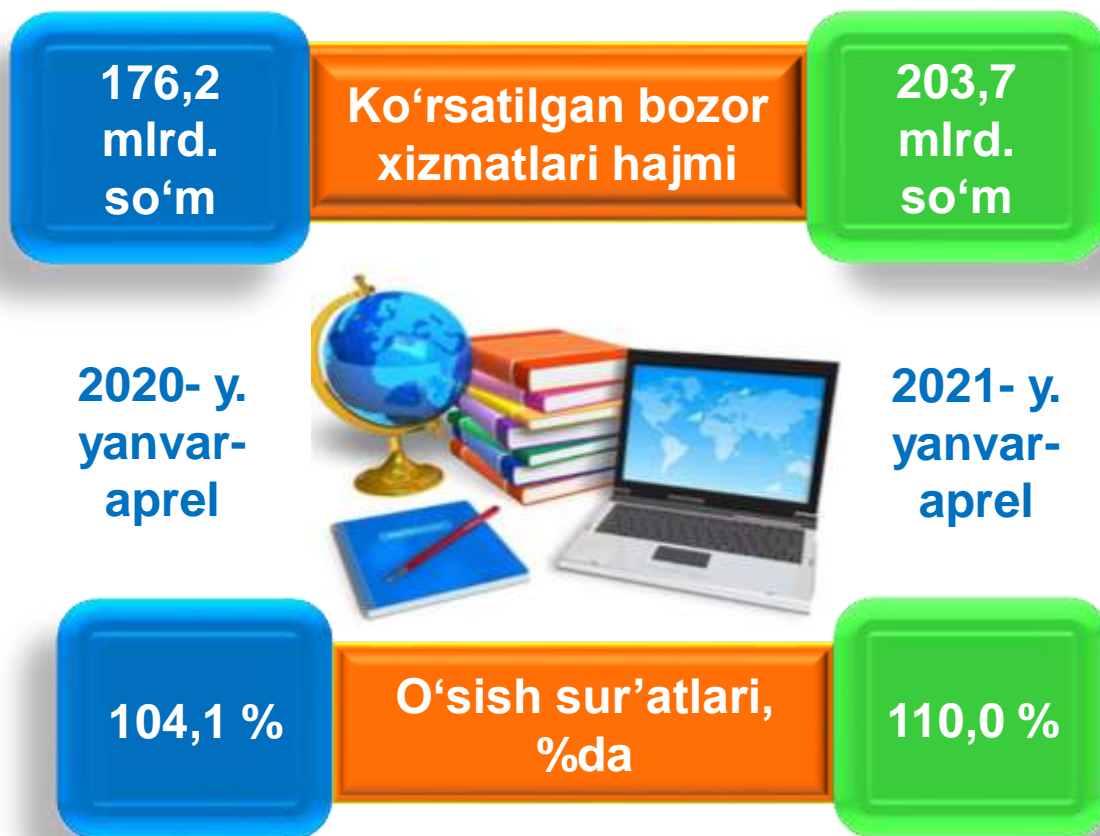 176,2
mlrd.
so‘m
Ko‘rsatilgan bozor
xizmatlari hajmi
203,7
mlrd.
so‘m
2020- y.
yanvar-
aprel
2021- y.
yanvar-
aprel
104,1 %
O‘sish sur’atlari,
%da
110,0 %